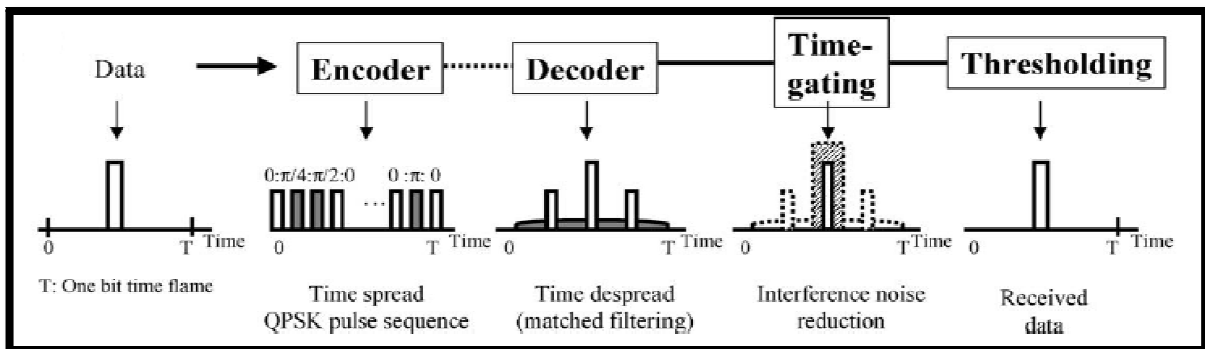 Data
Encoder
Decoder
Time-
gating
Thresholding
0:π/4:π/2:0
0 :π: 0
...
0
T
Time
0
T
Time
0
T
Time
0
T
Time
0
T
Time
T: One bit time flame
Time spread
QPSK pulse sequence
Time despread
(matched filtering)
Interference noise
reduction
Received
data